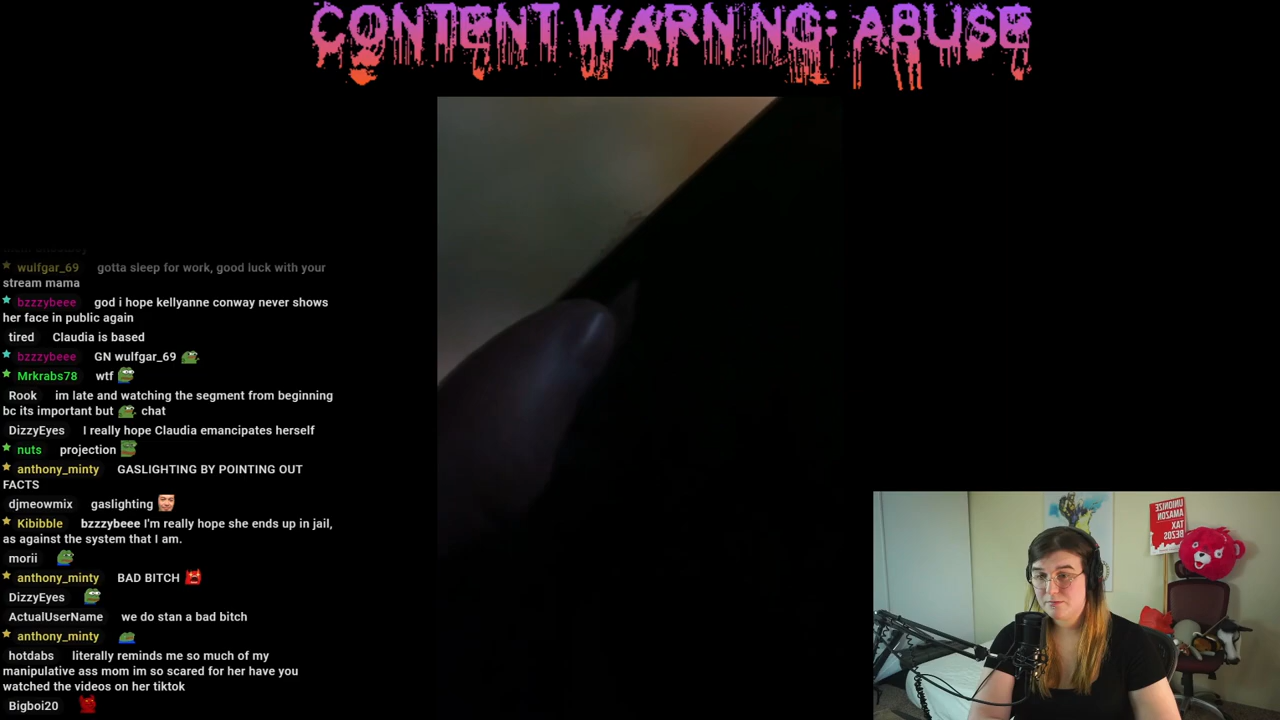 CONTENT WARNING: ABUSE
wulfgar_69 gotta sleep for work, good luck with your
stream mama
bzzzybeee god i hope kellyanne conway never shows
her face in public again
tired Claudia is based
bzzzybeee GN wulfgar_69
Mrkrabs78 wtf
Rook im late and watching the segment from beginning
bc its important but chat
DizzyEyes I really hope Claudia emancipates herself
nuts projection
anthony_minty GASLIGHTING BY POINTING OUT
FACTS
djmeowmix gaslighting
Kibibble bzzzybeee I'm really hope she ends up in jail,
as against the system that I am.
morii
anthony_minty BAD BITCH
DizzyEyes
ActualUserName we do stan a bad bitch
anthony_minty
hotdabs literally reminds me so much of my
manipulative ass mom im so scared for her have you
watched the videos on her tiktok
Bigboi20
UNIONIZE
AMAZON
TAX
BEZOS